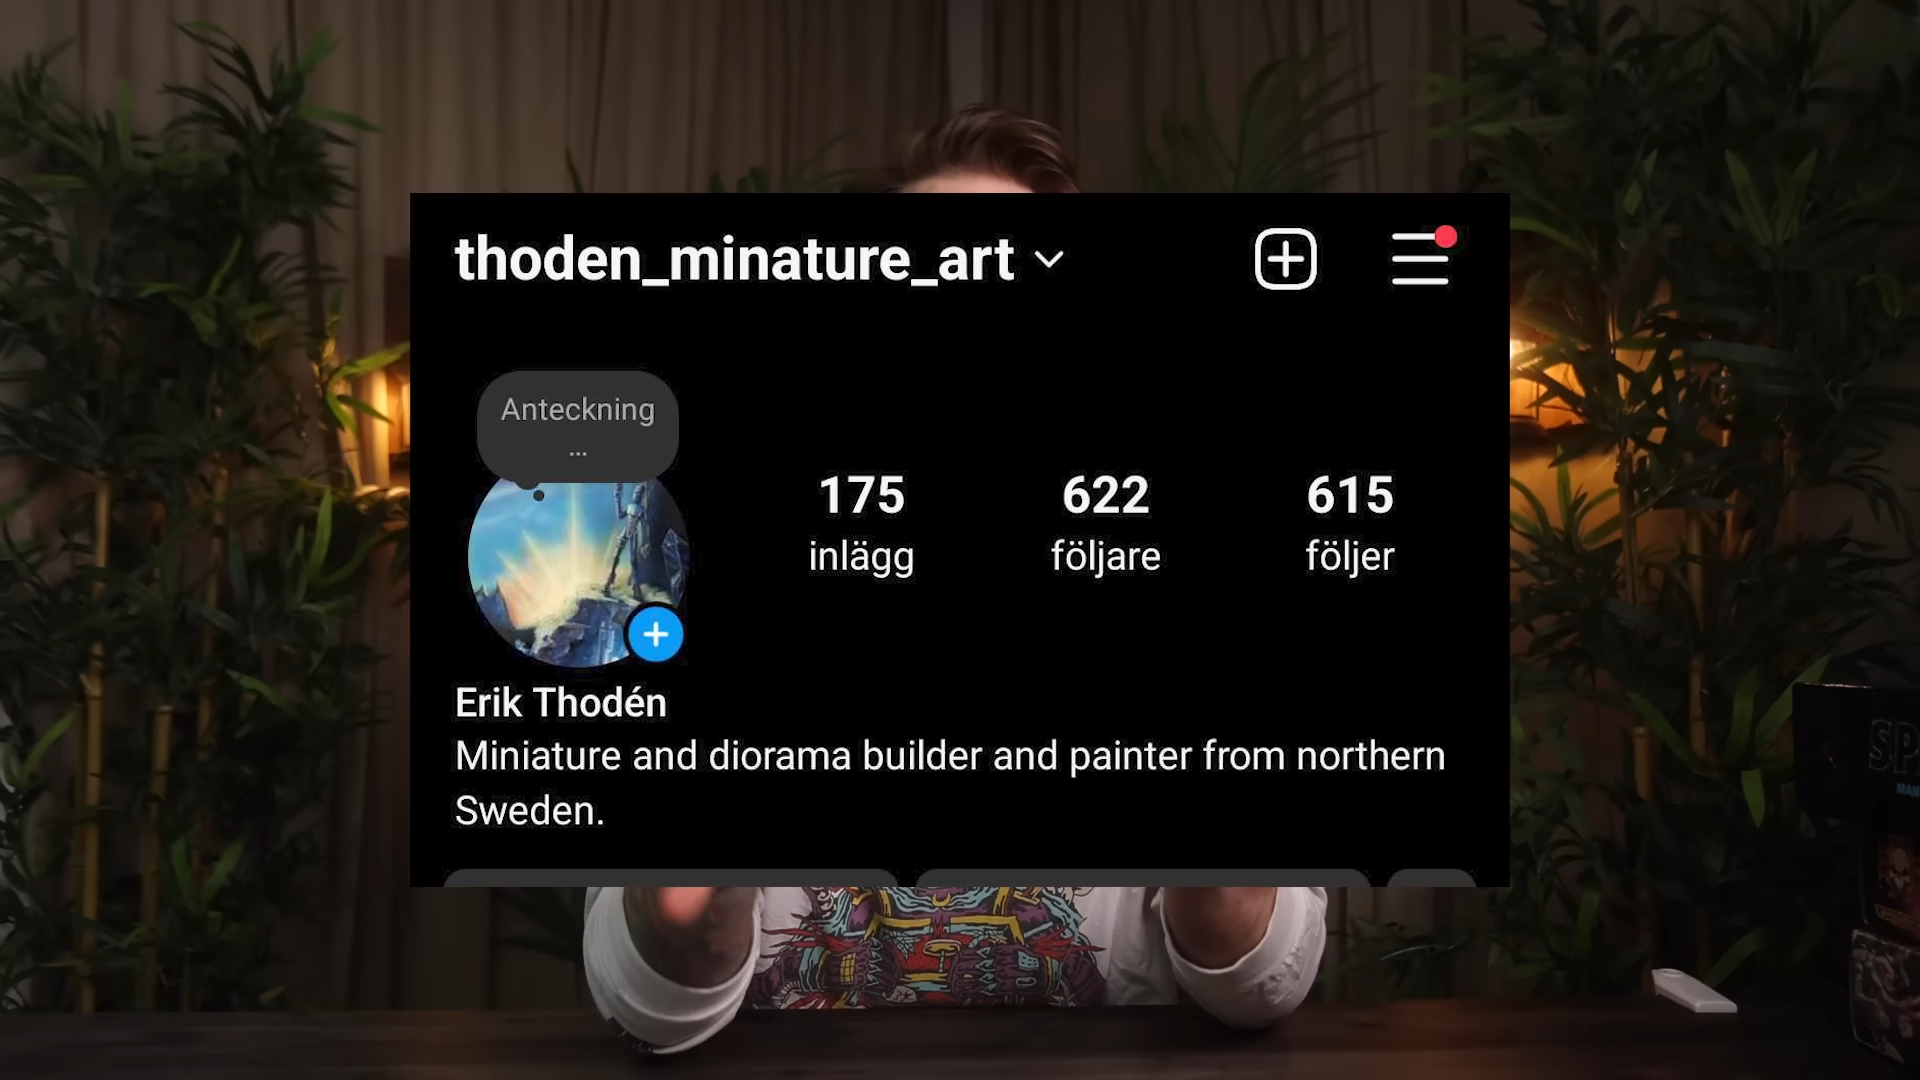 thoden_minature_art
Anteckning
...
175
622
615
inlägg
följare
följer
Erik Thodén
Miniature and diorama builder and painter from northern
Sweden.